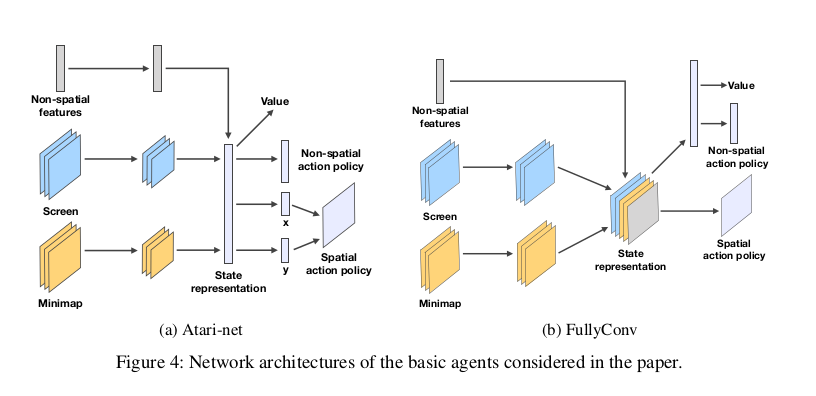 Non-spatial
features
Screen
Minimap
Value
Non-spatial
action policy
x
y
Spatial
action policy
State
representation
(a) Atari-net
Non-spatial
features
Screen
Minimap
Value
Non-spatial
action policy
State
representation
Spatial
action policy
(b) FullyConv
Figure 4: Network architectures of the basic agents considered in the paper.